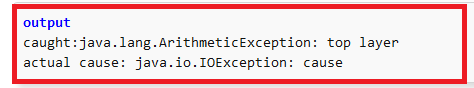 output
caught:java.lang.ArithmeticException: top layer
actual cause: java.io.IOException: cause